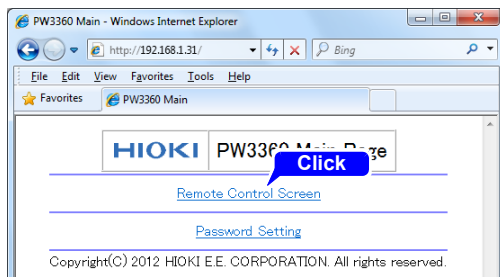 PW3360 Main - Windows Internet Explorer
http://192.168.1.31/
Bing
File Edit View Favorites Tools Help
Favorites PW3360 Main
HIOKI PW3360 Main Page
Click
Remote Control Screen
Password Setting
Copyright(C) 2012 HIOKI E.E. CORPORATION. All rights reserved.